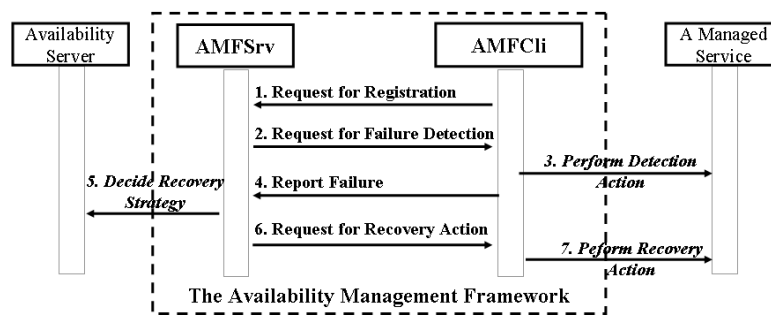 Availability
Server
AMFSrv
AMFCli
A Managed
Service
1. Request for Registration
2. Request for Failure Detection
3. Perform Detection
Action
4. Report Failure
5. Decide Recovery
Strategy
6. Request for Recovery Action
7. Peform Recovery
Action
The Availability Management Framework